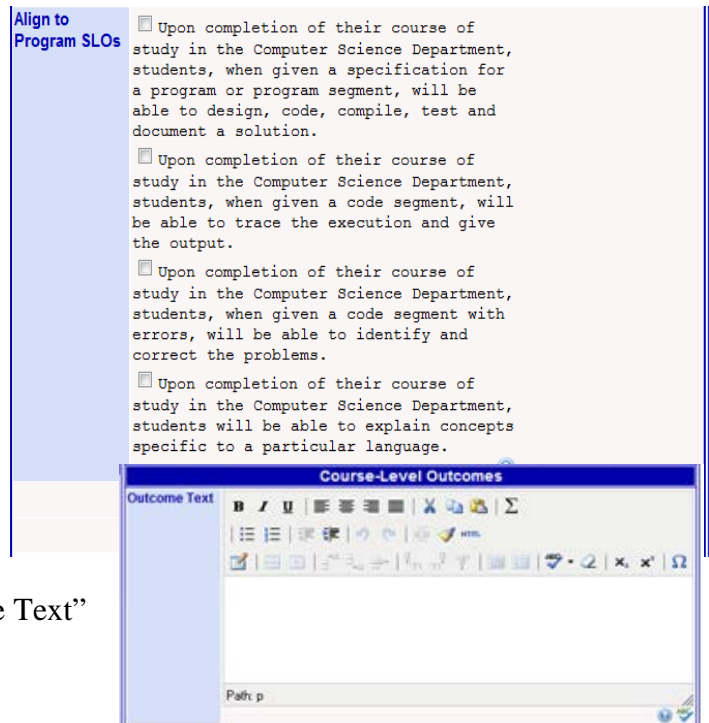 Align to
Program SLOs
Upon completion of their course of
study in the Computer Science Department,
students, when given a specification for
a program or program segment, will be
able to design, code, compile, test and
document a solution.
Upon completion of their course of
study in the Computer Science Department,
students, when given a code segment, will
be able to trace the execution and give
the output.
Upon completion of their course of
study in the Computer Science Department,
students, when given a code segment with
errors, will be able to identify and
correct the problems.
Upon completion of their course of
study in the Computer Science Department,
students will be able to explain concepts
specific to a particular language.
Course-Level Outcomes
Outcome Text
B I U Σ
HTML
ABC x, x' Ω
e Text”
Path: p
ABC